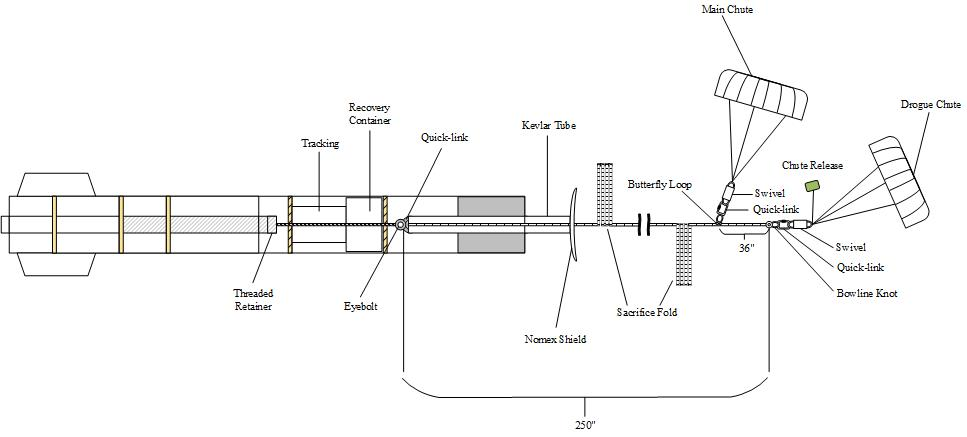 Main Chute
Drogue Chute
Recovery
Container
Quick-link
Kevlar Tube
Tracking
Chute Release
Butterfly Loop
Swivel
Quick-link
36"
Swivel
Quick-link
Bowline Knot
Threaded
Retainer
Eyebolt
Sacrifice Fold
Nomex Shield
250"